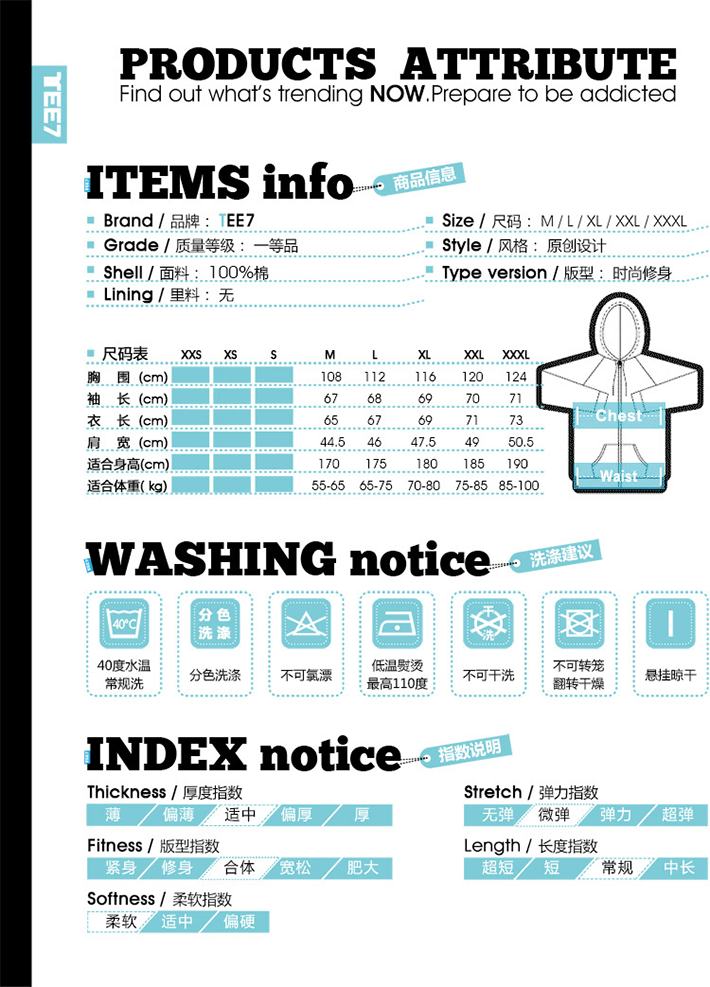 PRODUCTS ATTRIBUTE
Find out what's trending NOW.Prepare to be addicted
TEE7
ITEMS info 商品信息
Brand / 品牌： TEE7
Size / 尺码： M / L / XL / XXL / XXXL
Grade / 质量等级： 一等品
Style / 风格： 原创设计
Shell / 面料： 100%棉
Type version / 版型： 时尚修身
Lining / 里料： 无
尺码表 XXS XS S M L XL XXL XXXL
胸 围 (cm) 108 112 116 120 124
袖 长 (cm) 67 68 69 70 71
衣 长 (cm) 65 67 69 71 73
肩 宽 (cm) 44.5 46 47.5 49 50.5
适合身高(cm) 170 175 180 185 190
适合体重( kg) 55-65 65-75 70-80 75-85 85-100
Chest
Waist
WASHING notice 洗涤建议
40°C
分色
洗涤
干
洗
40度水温
常规洗
分色洗涤
不可氯漂
低温熨烫
最高110度
不可干洗
不可转笼
翻转干燥
悬挂晾干
INDEX notice 指数说明
Thickness / 厚度指数
薄 偏薄 适中 偏厚 厚
Stretch / 弹力指数
无弹 微弹 弹力 超弹
Fitness / 版型指数
紧身 修身 合体 宽松 肥大
Length / 长度指数
超短 短 常规 中长
Softness / 柔软指数
柔软 适中 偏硬